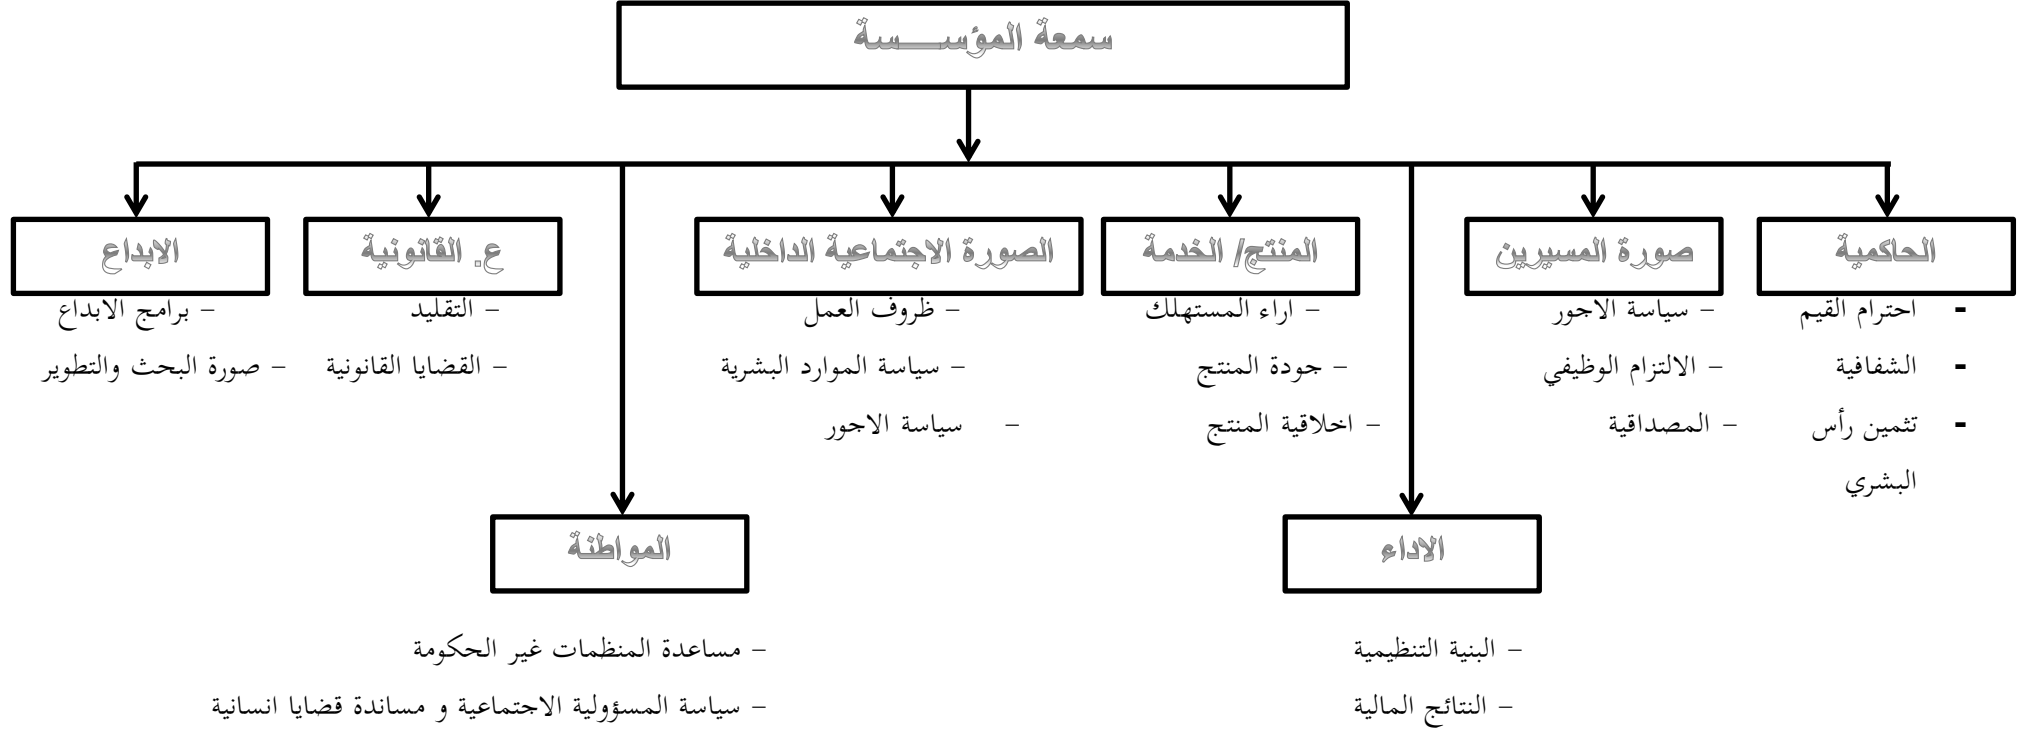 سمعة المؤســـسة
الحاكمية
صورة المسيرين
المنتج/ الخدمة
الصورة الاجتماعية الداخلية
ع. القانونية
الابداع
- احترام القيم
- الشفافية
- تثمين رأس
البشري
– سياسة الاجور
– الالتزام الوظيفي
– المصداقية
– اراء المستهلك
– جودة المنتج
– اخلاقية المنتج
– ظروف العمل
– سياسة الموارد البشرية
– سياسة الاجور
– التقليد
– القضايا القانونية
– برامج الابداع
– صورة البحث والتطوير
الاداء
– البنية التنظيمية
– النتائج المالية
المواطنة
– مساعدة المنظمات غير الحكومة
– سياسة المسؤولية الاجتماعية و مساندة قضايا انسانية